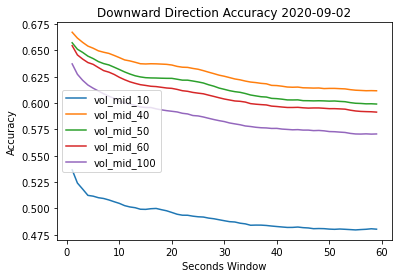 Downward Direction Accuracy 2020-09-02
Accuracy
0.675
0.650
0.625
0.600
0.575
0.550
0.525
0.500
0.475
vol_mid_10
vol_mid_40
vol_mid_50
vol_mid_60
vol_mid_100
0 10 20 30 40 50 60
Seconds Window